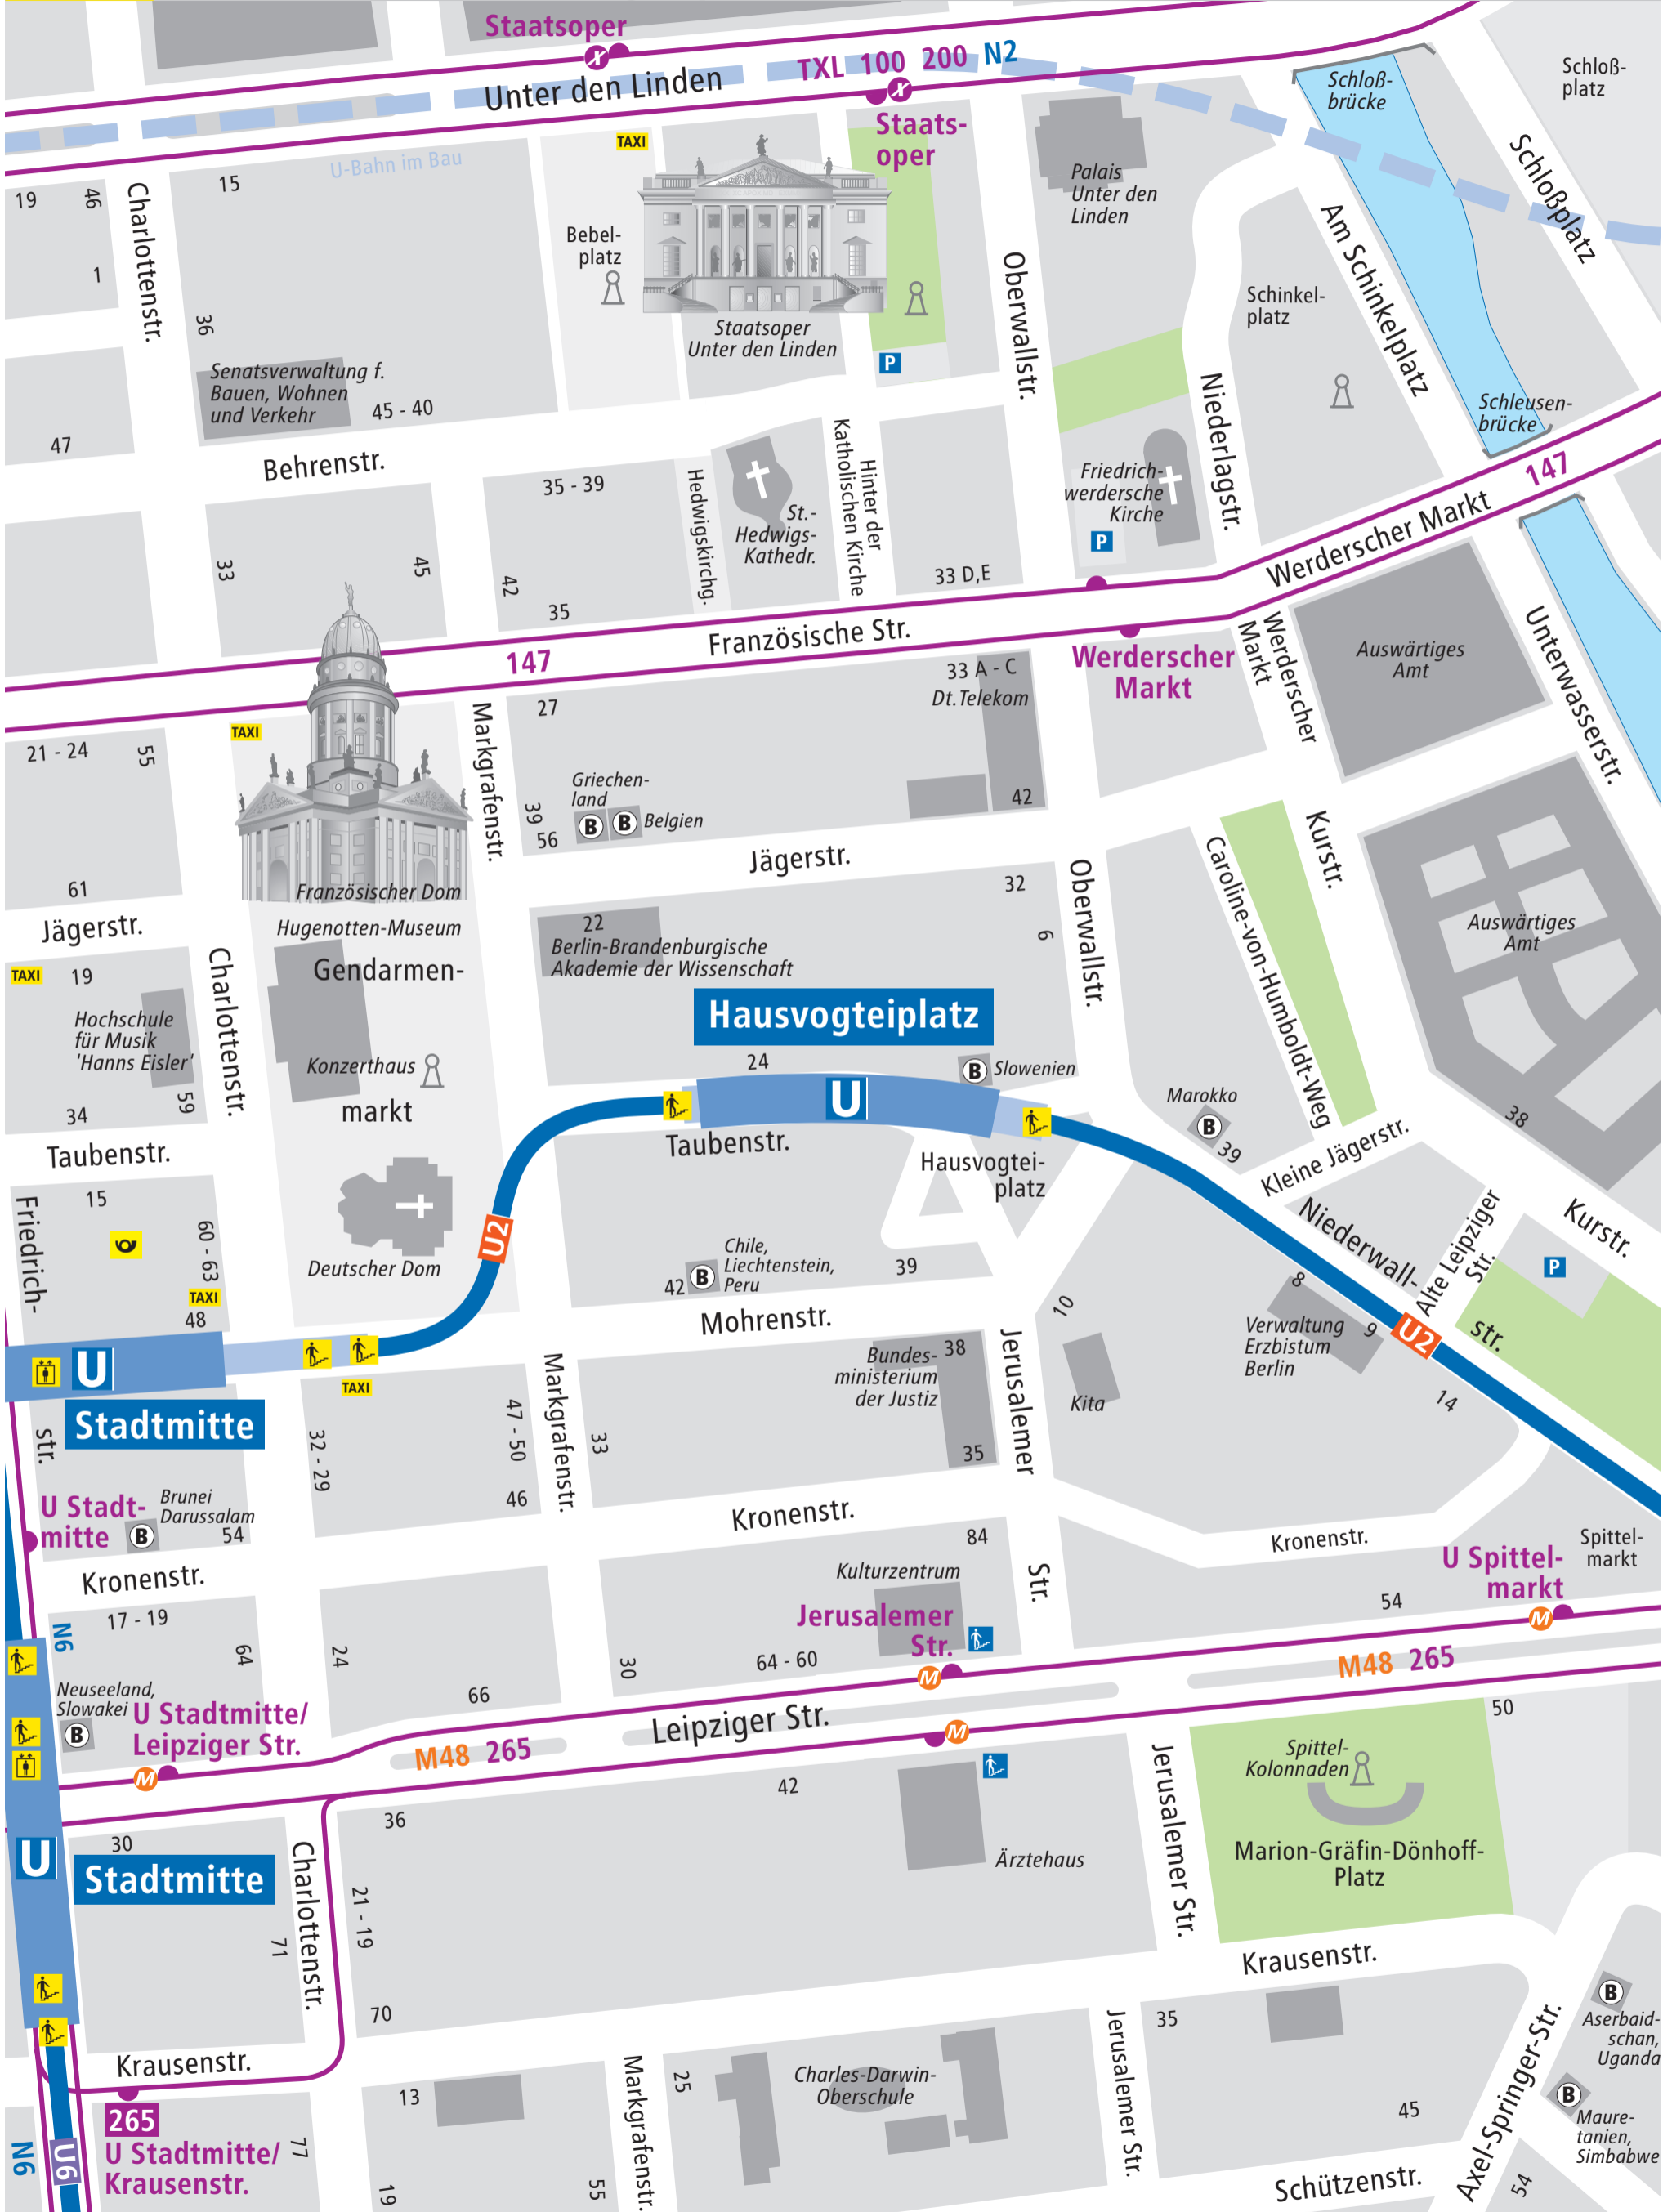 Staatsoper
Unter den Linden
TXL 100 200 N2
Staats-
oper
Schloß-
brücke
Schloß-
platz
Schloßplatz
U-Bahn im Bau
TAXI
19
46
1
Charlottenstr.
15
36
Bebel-
platz
Staatsoper
Unter den Linden
P
Palais
Unter den
Linden
Oberwallstr.
Schinkel-
platz
Am Schinkelplatz
Niederlagstr.
Schleusen-
brücke
147
Senatsverwaltung f.
Bauen, Wohnen
und Verkehr
45 - 40
47
Behrenstr.
35 - 39
Hedwigskirchg.
St.-
Hedwigs-
Kathedr.
Hinter der
Katholischen Kirche
Friedrich-
werdersche
Kirche
P
Werderscher Markt
33
45
42
35
33 D,E
Französische Str.
147
Werderscher
Markt
Werderscher
Markt
Auswärtiges
Amt
Unterwasserstr.
33 A - C
Dt.Telekom
42
27
TAXI
21 - 24
55
61
Markgrafenstr.
Griechen-
land
B
B
Belgien
39
56
Jägerstr.
Kurstr.
Caroline-von-Humboldt-Weg
Oberwallstr.
Auswärtiges
Amt
38
Französischer Dom
Hugenotten-Museum
Jägerstr.
22
Berlin-Brandenburgische
Akademie der Wissenschaft
32
6
TAXI
19
Hochschule
für Musik
'Hanns Eisler'
59
34
Charlottenstr.
Gendarmen-
Konzerthaus
markt
Hausvogteiplatz
24
B
Slowenien
U
Marokko
B
39
Kleine Jägerstr.
Taubenstr.
Taubenstr.
Hausvogtei-
platz
Friedrich-
15
60 - 63
TAXI
48
Deutscher Dom
U2
Chile,
Liechtenstein,
Peru
42
B
39
Mohrenstr.
Niederwall-
Alte Leipziger
Str.
Kurstr.
P
str.
8
Verwaltung
Erzbistum
Berlin
9
U2
14
10
Kita
U
Stadtmitte
TAXI
str.
32 - 29
47 - 50
46
Markgrafenstr.
33
Bundes-
ministerium
der Justiz
38
35
Jerusalemer
Str.
U Stadt-
mitte
Brunei
Darussalam
B
54
Kronenstr.
Kronenstr.
Kronenstr.
Spittel-
markt
U Spittel-
markt
M
54
84
Kulturzentrum
Jerusalemer
Str.
M
64 - 60
30
17 - 19
N6
64
24
66
Neuseeland,
Slowakei
B
U Stadtmitte/
Leipziger Str.
M
M48 265
Leipziger Str.
M
M48 265
50
Spittel-
Kolonnaden
Marion-Gräfin-Dönhoff-
Platz
Jerusalemer Str.
42
Ärztehaus
36
21 - 19
70
30
U
Stadtmitte
71
Charlottenstr.
Krausenstr.
Krausenstr.
35
Jerusalemer Str.
B
Aserbaid-
schan,
Uganda
B
Maure-
tanien,
Simbabwe
Axel-Springer-Str.
54
45
Schützenstr.
265
U Stadtmitte/
Krausenstr.
N6
U6
77
13
19
55
Markgrafenstr.
25
Charles-Darwin-
Oberschule